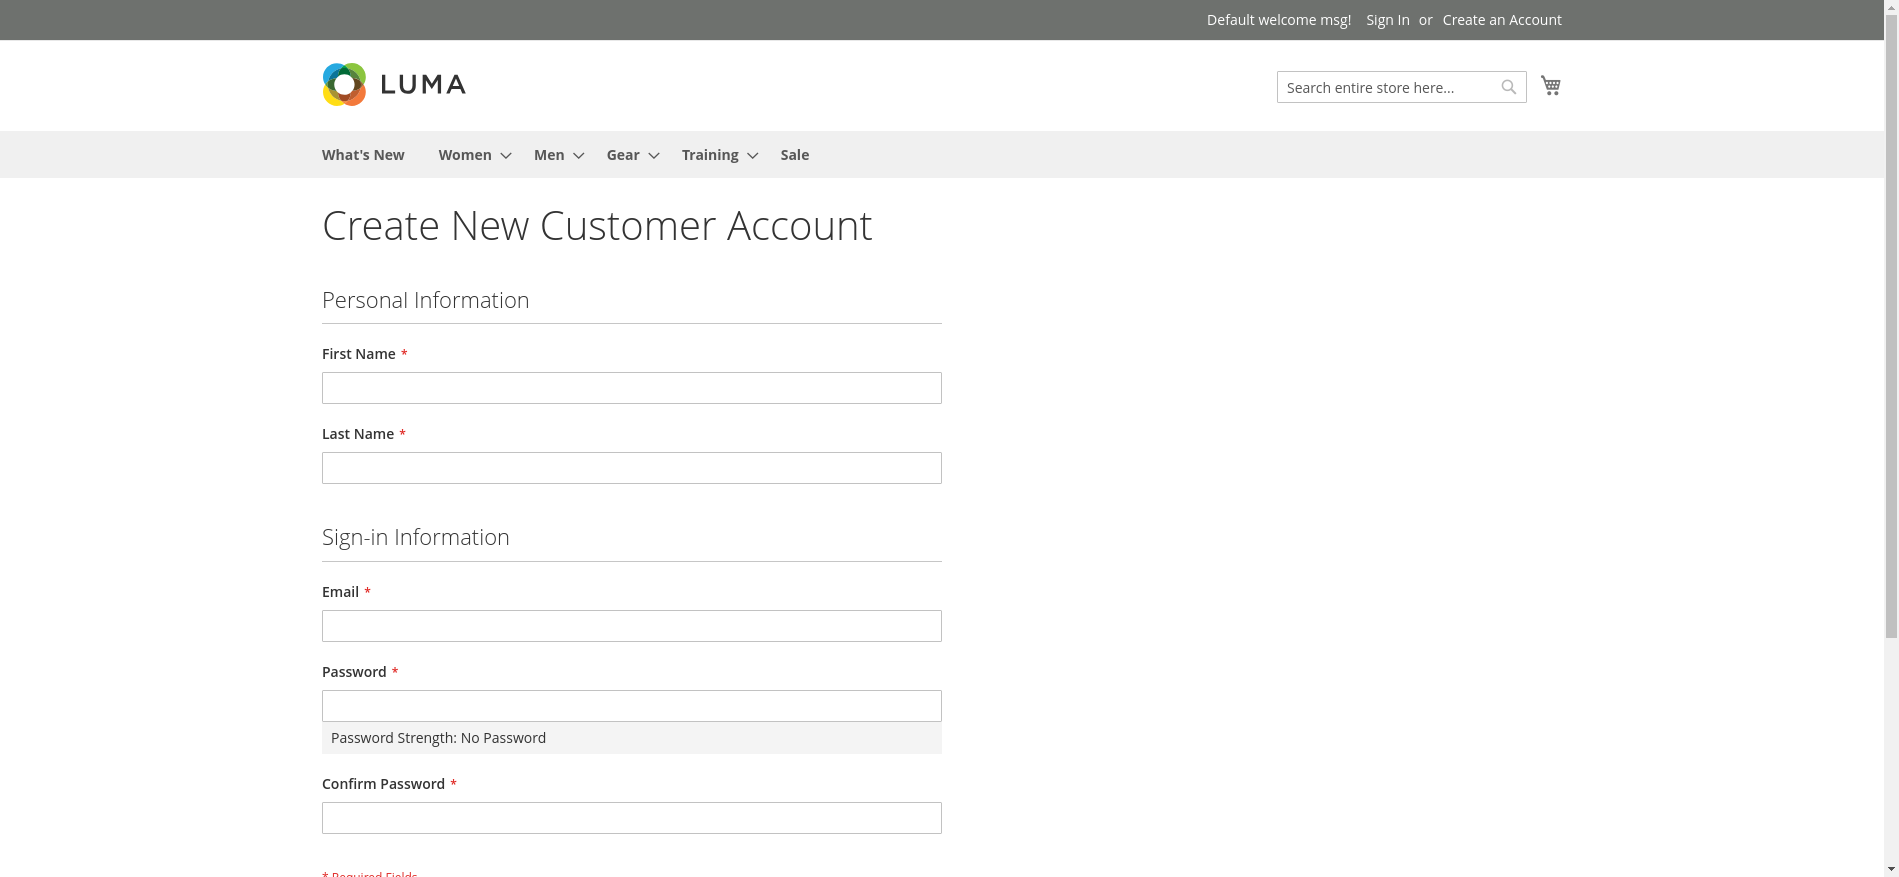 Default welcome msg! Sign In or Create an Account
LUMA
Search entire store here...
What's New Women Men Gear Training Sale
Create New Customer Account
Personal Information
First Name *
Last Name *
Sign-in Information
Email *
Password *
Password Strength: No Password
Confirm Password *
* Required Fields